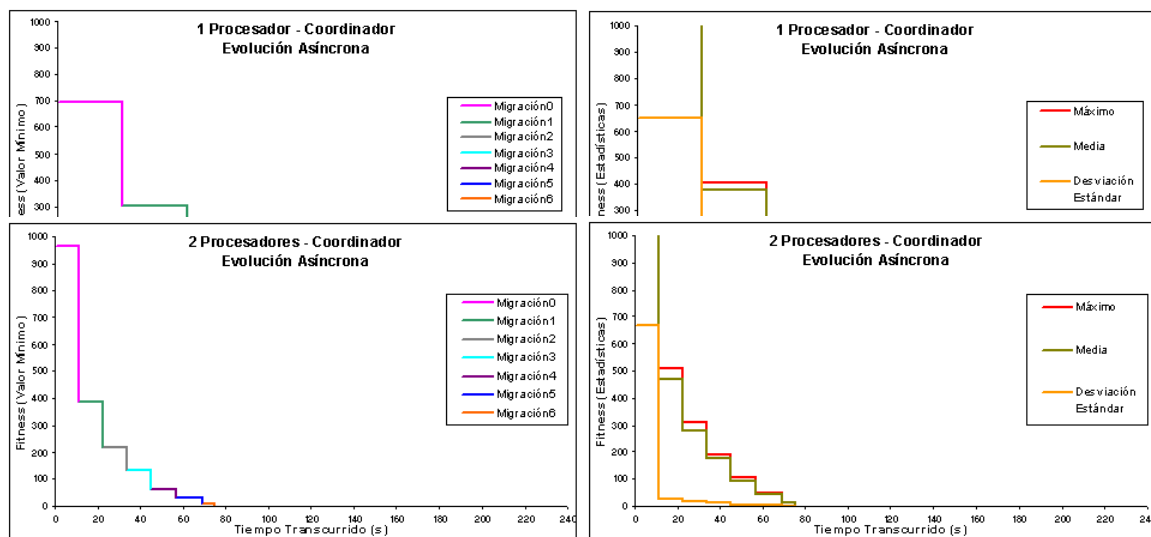 1 Procesador - Coordinador
Evolución Asíncrona
ness (Valor Mínimo)
1000
900
800
700
600
500
400
300
Migración0
Migración1
Migración2
Migración3
Migración4
Migración5
Migración6
1 Procesador - Coordinador
Evolución Asíncrona
ness (Estadísticas)
1000
900
800
700
600
500
400
300
Máximo
Media
Desviación
Estándar
2 Procesadores - Coordinador
Evolución Asíncrona
Fitness (Valor Mínimo)
1000
900
800
700
600
500
400
300
200
100
0
0 20 40 60 80 100 120 140 160 180 200 220 240
Tiempo Transcurrido (s)
Migración0
Migración1
Migración2
Migración3
Migración4
Migración5
Migración6
2 Procesadores - Coordinador
Evolución Asíncrona
Fitness (Estadísticas)
1000
900
800
700
600
500
400
300
200
100
0
0 20 40 60 80 100 120 140 160 180 200 220 24
Tiempo Transcurrido (s)
Máximo
Media
Desviación
Estándar